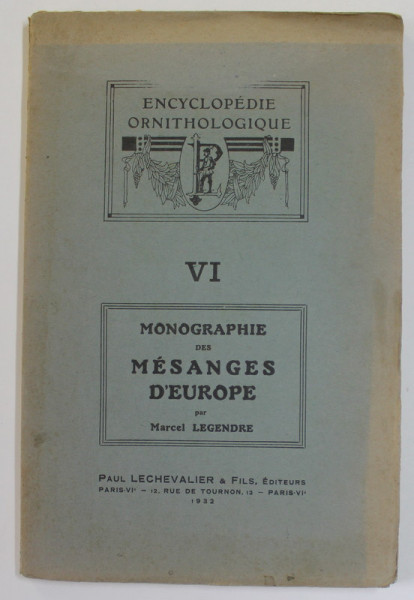 ENCYCLOPÉDIE
ORNITHOLOGIQUE
VI
MONOGRAPHIE
DES
MÉSANGES
D'EUROPE
par
Marcel LEGENDRE
PAUL LECHEVALIER & FILS, ÉDITEURS
PARIS-VIᵉ — 12, RUE DE TOURNON, 12 — PARIS-VIᵉ
1932